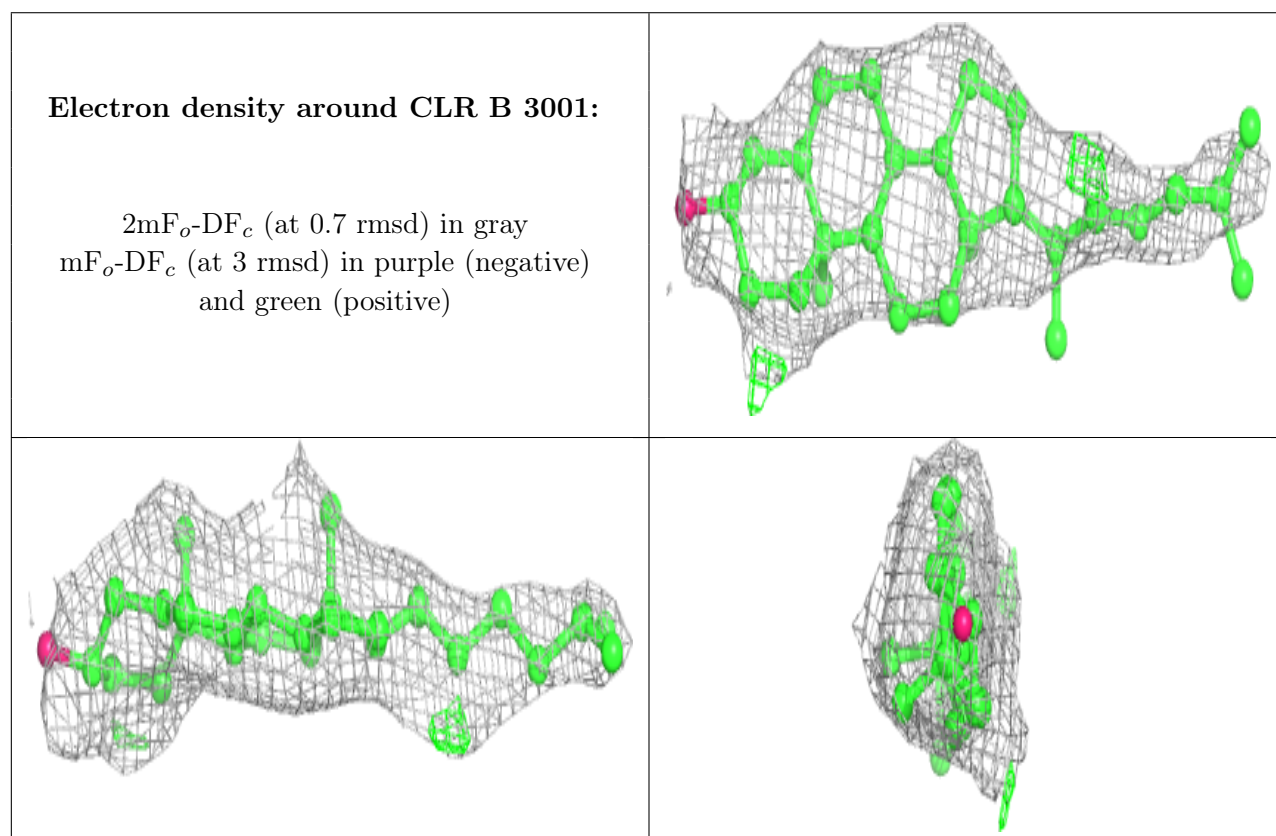 Electron density around CLR B 3001:
2mFo-DFc (at 0.7 rmsd) in gray
mFo-DFc (at 3 rmsd) in purple (negative)
and green (positive)